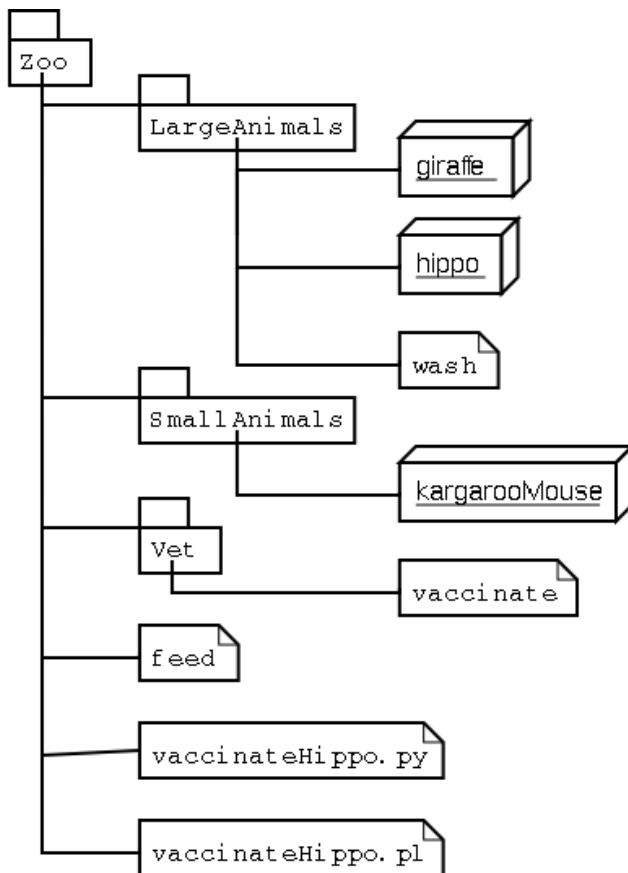 Zoo
LargeAnimals
giraffe
hippo
wash
SmallAnimals
kargarooMouse
Vet
vaccinate
feed
vaccinateHippo.py
vaccinateHippo.pl